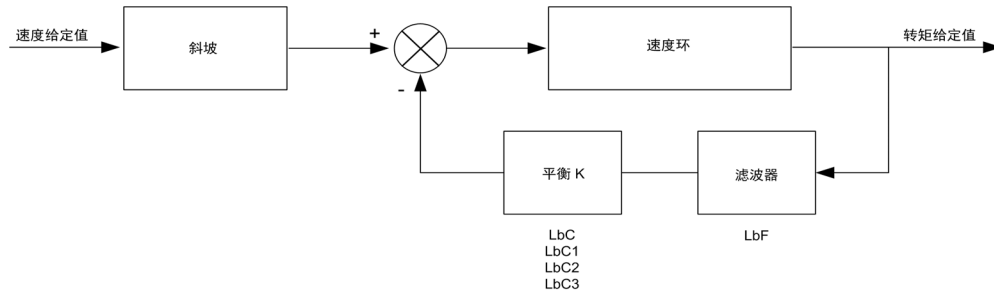 速度给定值
斜坡
+
-
速度环
转矩给定值
平衡 K
滤波器
LbC
LbC1
LbC2
LbC3
LbF